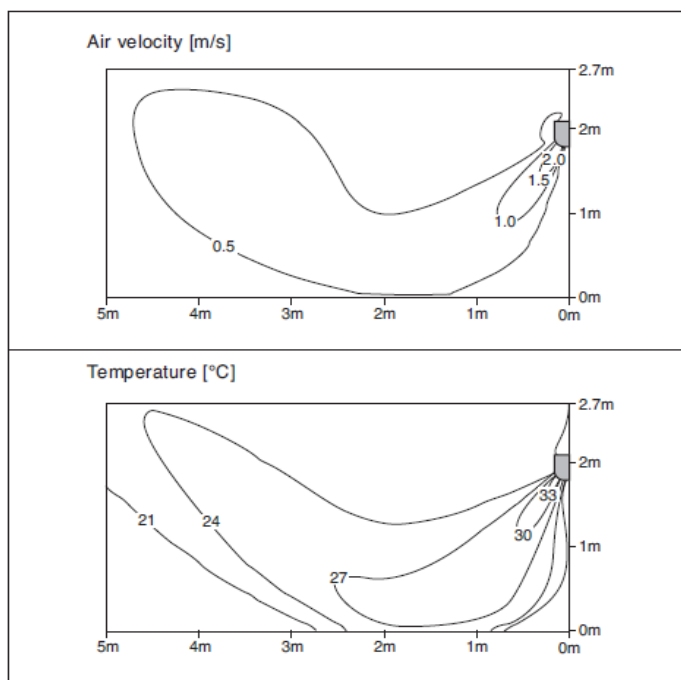 Air velocity [m/s]
2.7m
2m
2.0
1.5
1.0
1m
0.5
0m
5m 4m 3m 2m 1m 0m
Temperature [°C]
2.7m
2m
33
21 24 30
1m
27
0m
5m 4m 3m 2m 1m 0m